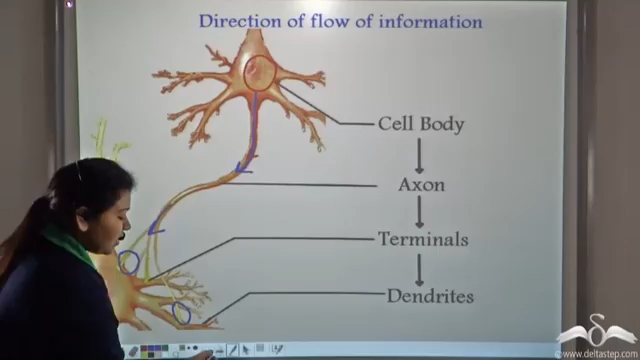 Direction of flow of information
Cell Body
Axon
Terminals
Dendrites
©www.deltastep.com